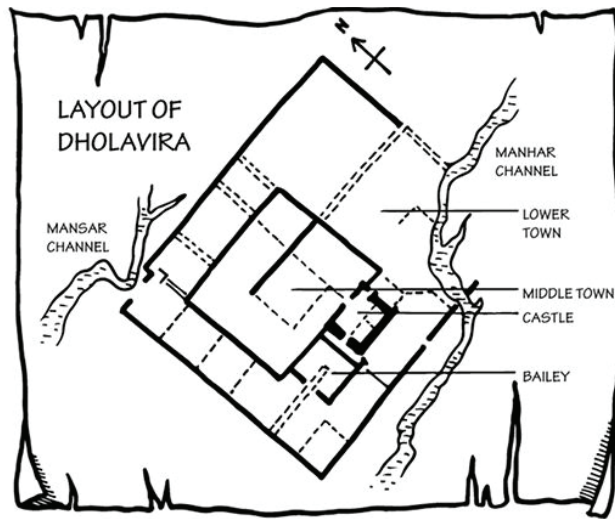 N
LAYOUT OF
DHOLAVIRA
MANHAR
CHANNEL
LOWER
TOWN
MANSAR
CHANNEL
MIDDLE TOWN
CASTLE
BAILEY